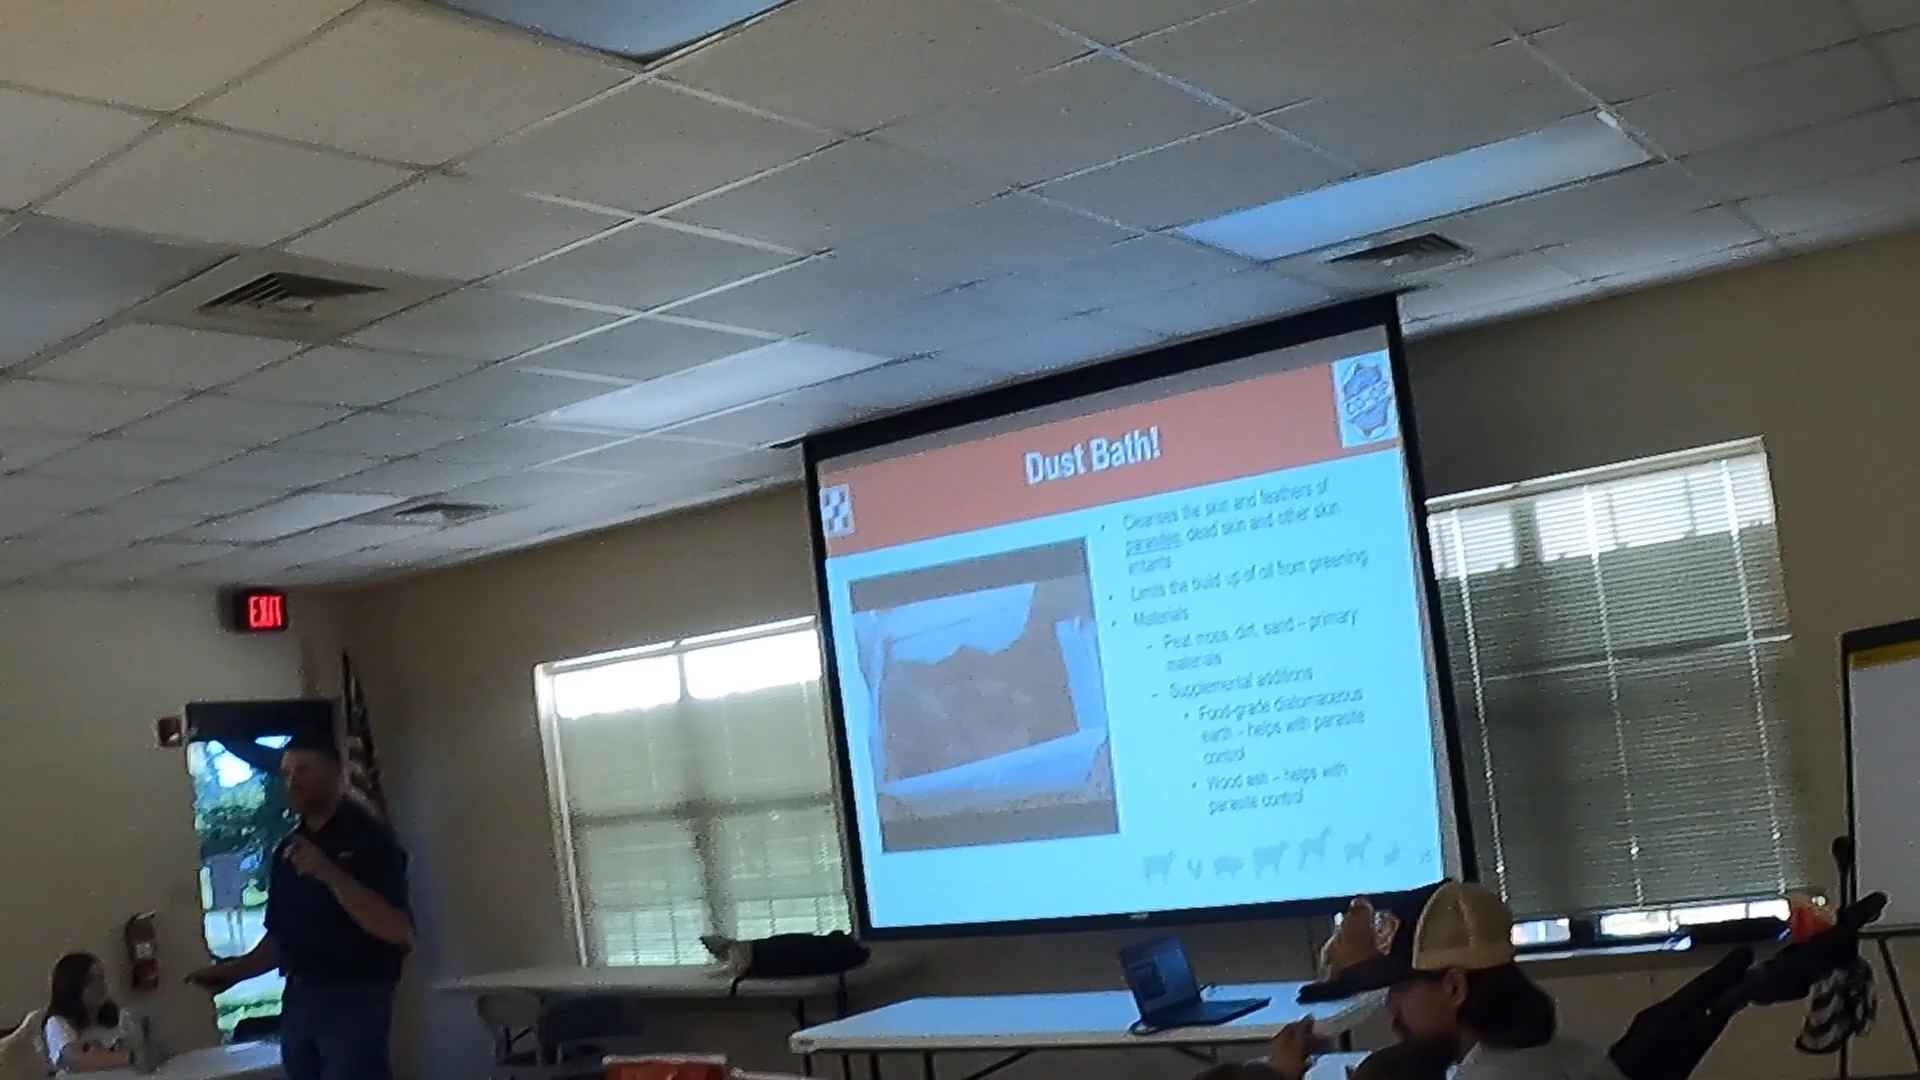 EXIT
Dust Bath!
CO-OP
• Cleanses the skin and feathers of
parasites, dead skin and other skin
irritants
• Limits the build up of oil from preening
• Materials
– Peat moss, dirt, sand – primary
materials
– Supplemental additions
• Food-grade diatomaceous
earth – helps with parasite
control
• Wood ash – helps with
parasite control